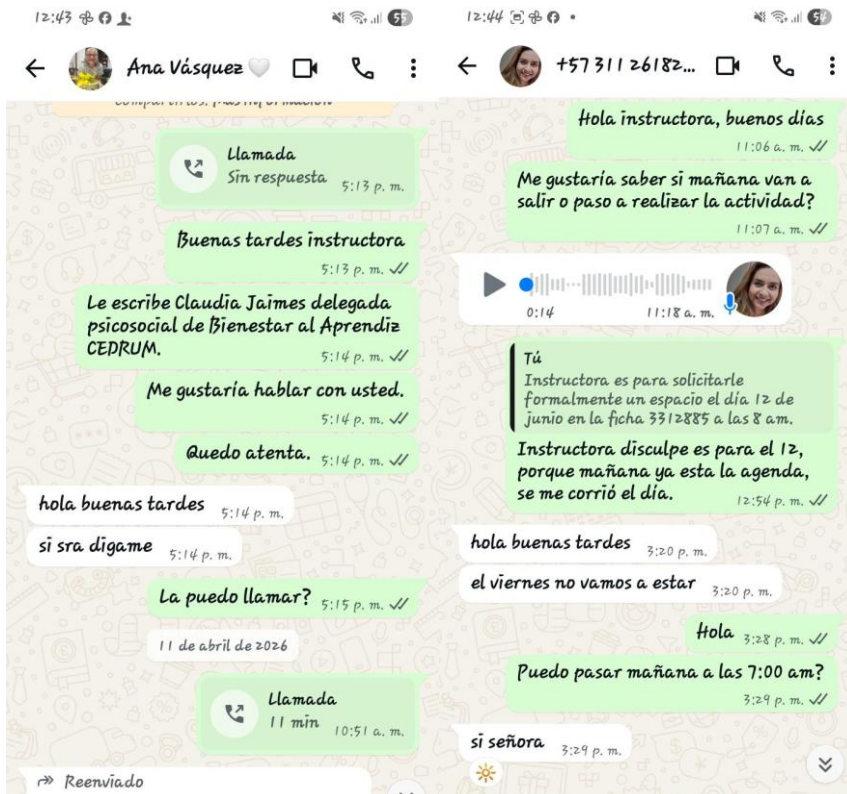 12:43
55
Ana Vásquez
compartirlos. Más información
Llamada
Sin respuesta 5:13 p. m.
Buenas tardes instructora
5:13 p. m.
Le escribe Claudia Jaimes delegada
psicosocial de Bienestar al Aprendiz
CEDRUM. 5:14 p. m.
Me gustaría hablar con usted.
5:14 p. m.
Quedo atenta. 5:14 p. m.
hola buenas tardes 5:14 p. m.
si sra digame 5:14 p. m.
La puedo llamar? 5:15 p. m.
11 de abril de 2026
Llamada
11 min 10:51 a. m.
Reenviado
12:44
54
+57 311 26182...
Hola instructora, buenos días
11:06 a. m.
Me gustaría saber si mañana van a
salir o paso a realizar la actividad?
11:07 a. m.
0:14 11:18 a. m.
Tú
Instructora es para solicitarle
formalmente un espacio el día 12 de
junio en la ficha 3312885 a las 8 am.
Instructora disculpe es para el 12,
porque mañana ya esta la agenda,
se me corrió el día. 12:54 p. m.
hola buenas tardes 3:20 p. m.
el viernes no vamos a estar 3:20 p. m.
Hola 3:28 p. m.
Puedo pasar mañana a las 7:00 am?
3:29 p. m.
si señora 3:29 p. m.